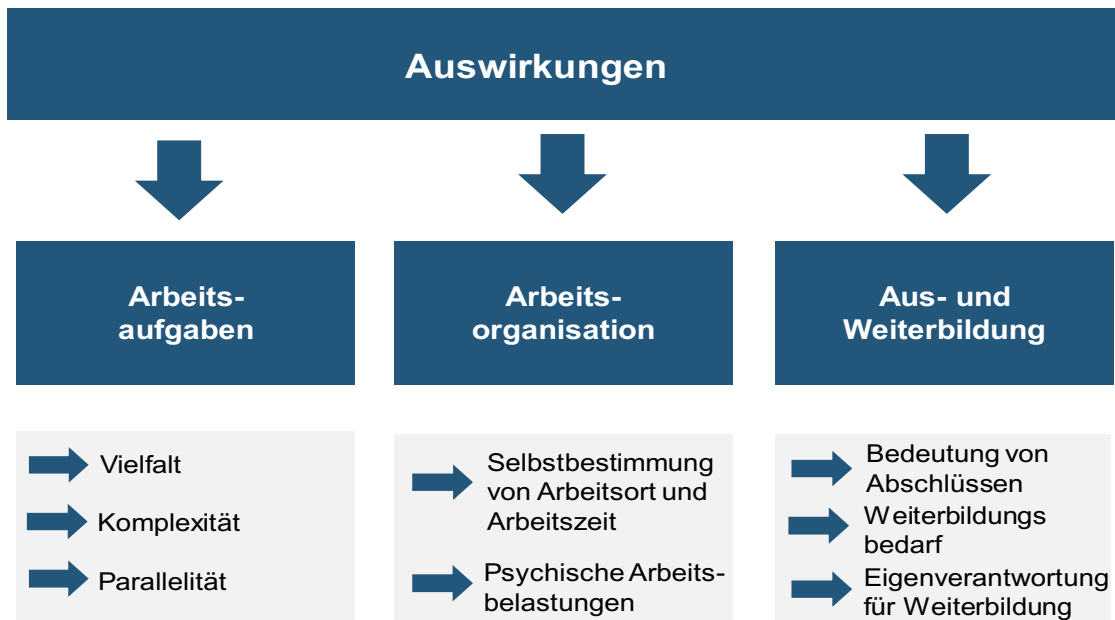 Auswirkungen
Arbeits-
aufgaben
Arbeits-
organisation
Aus- und
Weiterbildung
Vielfalt
Komplexität
Parallelität
Selbstbestimmung
von Arbeitsort und
Arbeitszeit
Psychische Arbeits-
belastungen
Bedeutung von
Abschlüssen
Weiterbildungs
bedarf
Eigenverantwortung
für Weiterbildung